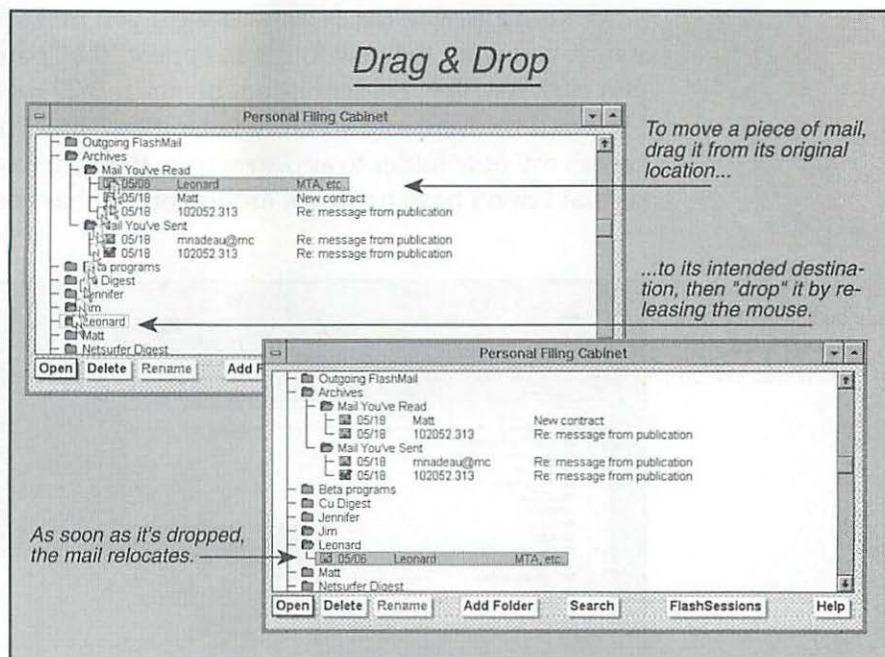 Drag & Drop
Personal Filing Cabinet
Outgoing FlashMail
Archives
Mail You've Read
05/06 Leonard MTA, etc.
05/18 Matt New contract
05/18 102052.313 Re: message from publication
Mail You've Sent
05/18 mnadeau@mc Re: message from publication
05/18 102052.313 Re: message from publication
Beta programs
Digest
Jennifer
Jim
Leonard
Matt
Netsurfer Digest
Open Delete Rename Add F
To move a piece of mail,
drag it from its original
location...
...to its intended destina-
tion, then "drop" it by re-
leasing the mouse.
Personal Filing Cabinet
Outgoing FlashMail
Archives
Mail You've Read
05/18 Matt New contract
05/18 102052.313 Re: message from publication
Mail You've Sent
05/18 mnadeau@mc Re: message from publication
05/18 102052.313 Re: message from publication
Beta programs
Cu Digest
Jennifer
Jim
Leonard
05/06 Leonard MTA, etc.
Matt
Netsurfer Digest
Open Delete Rename Add Folder Search FlashSessions Help
As soon as it's dropped,
the mail relocates.